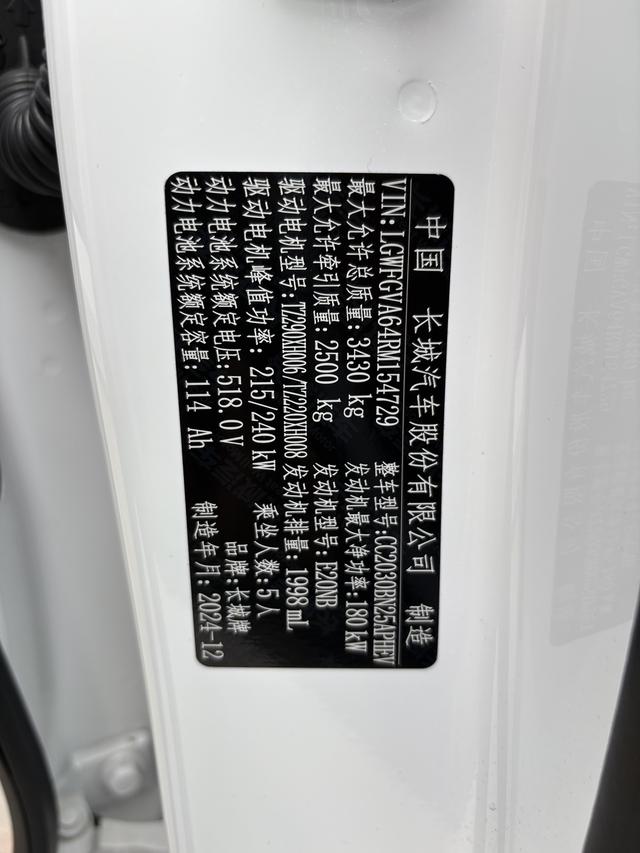 中国 长城汽车股份有限公司 制造
VIN:LGWFGVA64RM154729 整车型号:CC2030BN25APHEV
最大允许总质量:3430 kg 发动机最大净功率:180 kW
最大允许牵引质量:2500 kg 发动机型号:E20NB
驱动电机型号:TZ290XH006/TZ220XH008 发动机排量:1998 mL
驱动电机峰值功率:215/240 kW 乘坐人数:5人
动力电池系统额定电压:518.0 V 品牌:长城牌
动力电池系统额定容量:114 Ah 制造年月:2024-12